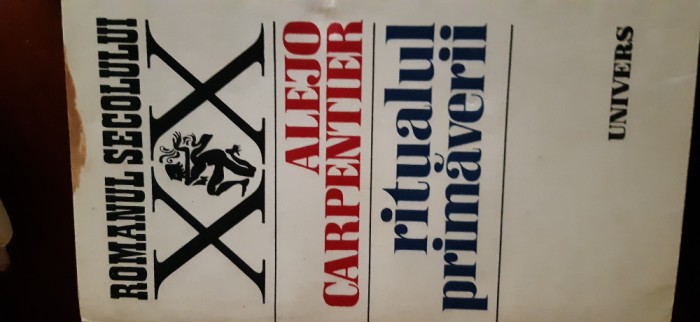 ROMANUL SECOLULUI
XX
ALEJO
CARPENTIER
ritualul
primăverii
UNIVERS